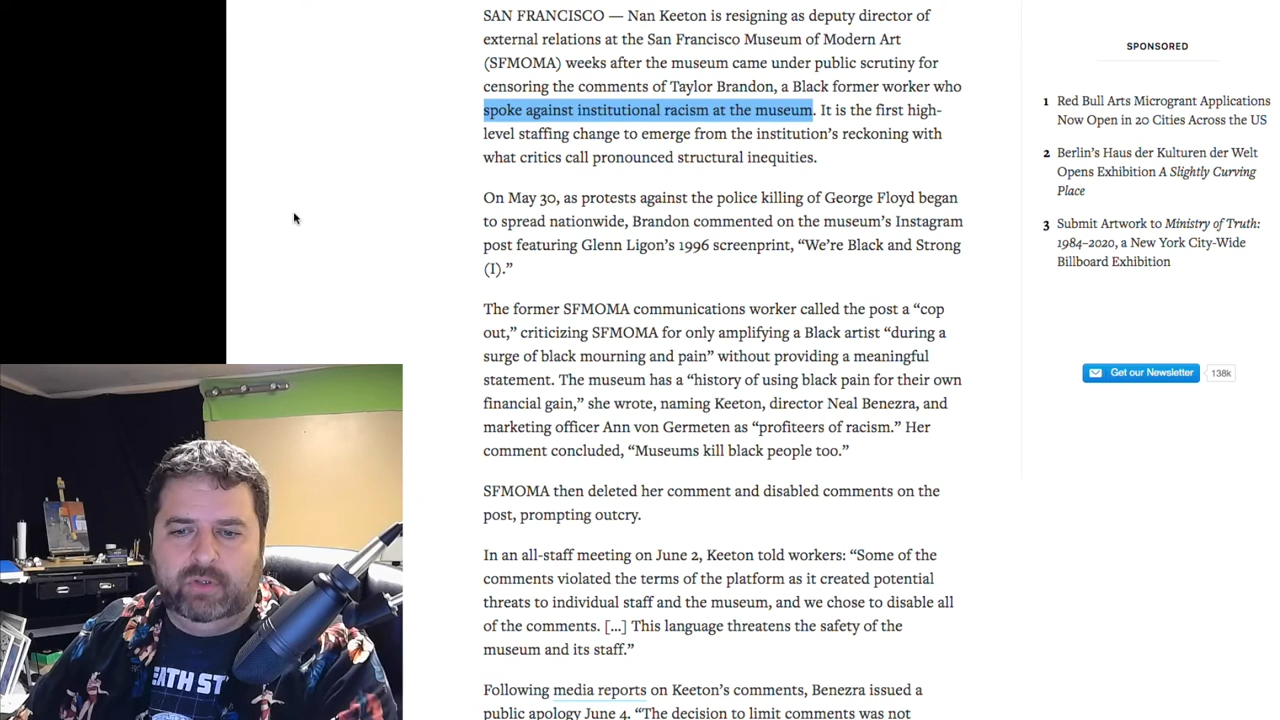 SAN FRANCISCO — Nan Keeton is resigning as deputy director of
external relations at the San Francisco Museum of Modern Art
(SFMOMA) weeks after the museum came under public scrutiny for
censoring the comments of Taylor Brandon, a Black former worker who
spoke against institutional racism at the museum. It is the first high-
level staffing change to emerge from the institution’s reckoning with
what critics call pronounced structural inequities.
On May 30, as protests against the police killing of George Floyd began
to spread nationwide, Brandon commented on the museum’s Instagram
post featuring Glenn Ligon’s 1996 screenprint, “We’re Black and Strong
(I).”
The former SFMOMA communications worker called the post a “cop
out,” criticizing SFMOMA for only amplifying a Black artist “during a
surge of black mourning and pain” without providing a meaningful
statement. The museum has a “history of using black pain for their own
financial gain,” she wrote, naming Keeton, director Neal Benezra, and
marketing officer Ann von Germeten as “profiteers of racism.” Her
comment concluded, “Museums kill black people too.”
SFMOMA then deleted her comment and disabled comments on the
post, prompting outcry.
In an all-staff meeting on June 2, Keeton told workers: “Some of the
comments violated the terms of the platform as it created potential
threats to individual staff and the museum, and we chose to disable all
of the comments. [...] This language threatens the safety of the
museum and its staff.”
Following media reports on Keeton’s comments, Benezra issued a
public apology June 4. “The decision to limit comments was not
SPONSORED
1 Red Bull Arts Microgrant Applications
Now Open in 20 Cities Across the US
2 Berlin’s Haus der Kulturen der Welt
Opens Exhibition A Slightly Curving
Place
3 Submit Artwork to Ministry of Truth:
1984–2020, a New York City-Wide
Billboard Exhibition
Get our Newsletter 138k
EATH ST